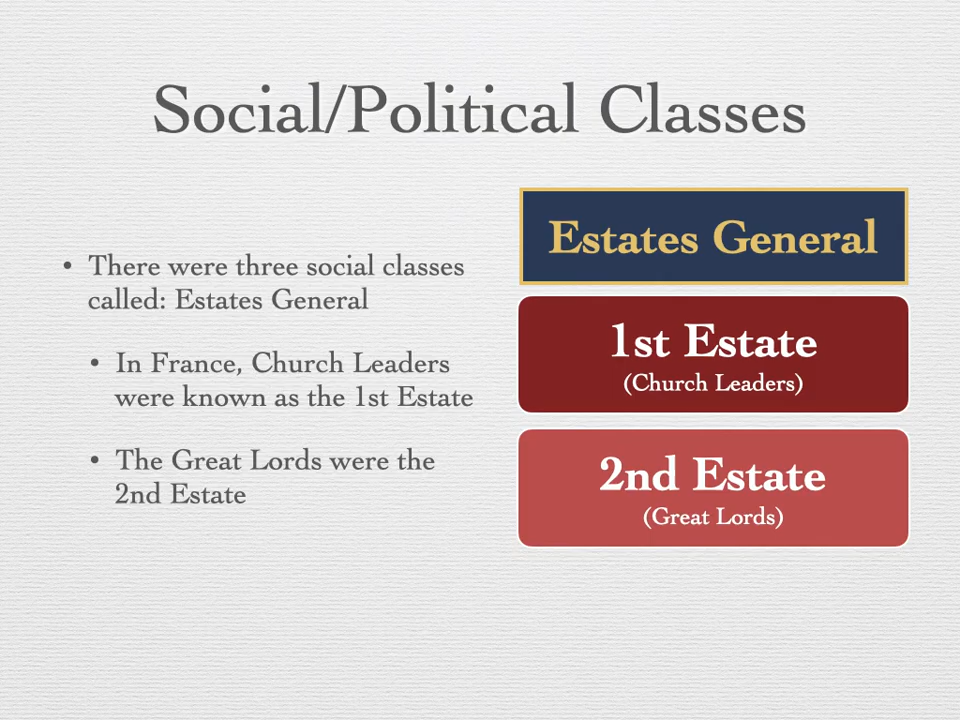 Social/Political Classes
• There were three social classes
called: Estates General
• In France, Church Leaders
were known as the 1st Estate
• The Great Lords were the
2nd Estate
Estates General
1st Estate
(Church Leaders)
2nd Estate
(Great Lords)